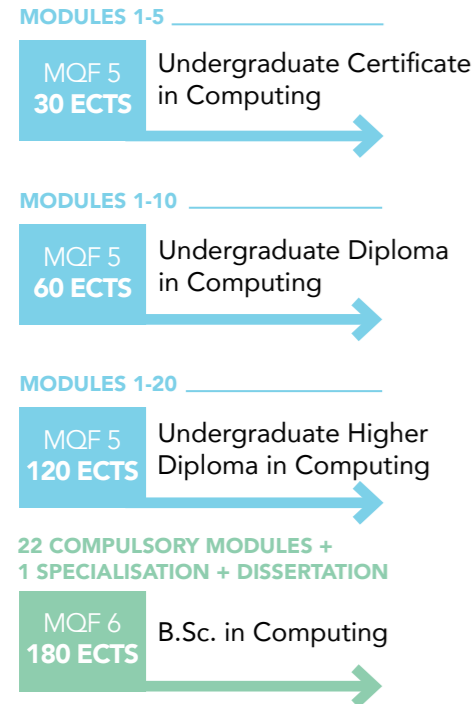 MODULES 1-5
MQF 5
30 ECTS
Undergraduate Certificate
in Computing
MODULES 1-10
MQF 5
60 ECTS
Undergraduate Diploma
in Computing
MODULES 1-20
MQF 5
120 ECTS
Undergraduate Higher
Diploma in Computing
22 COMPULSORY MODULES +
1 SPECIALISATION + DISSERTATION
MQF 6
180 ECTS
B.Sc. in Computing